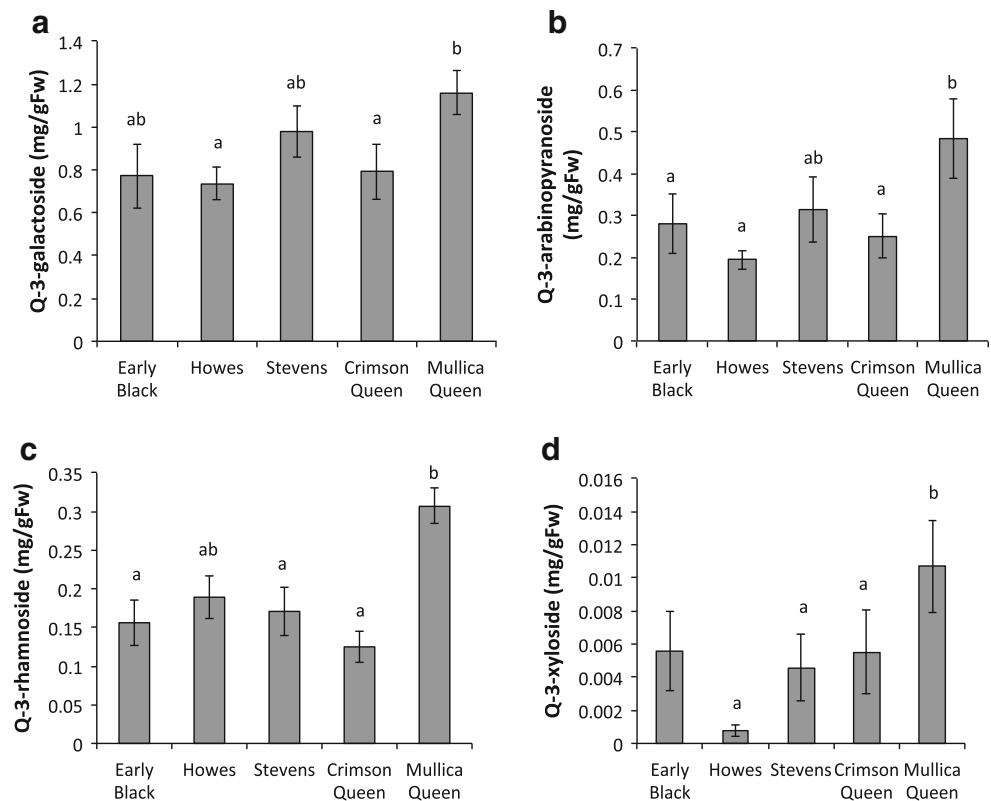 a
Q-3-galactoside (mg/gFw)
1.4
1.2
1
0.8
0.6
0.4
0.2
0
ab
a
ab
a
b
Early Black
Howes
Stevens
Crimson Queen
Mullica Queen
b
Q-3-arabinopyranoside (mg/gFw)
0.7
0.6
0.5
0.4
0.3
0.2
0.1
0
a
a
ab
a
b
Early Black
Howes
Stevens
Crimson Queen
Mullica Queen
c
Q-3-rhamnoside (mg/gFw)
0.35
0.3
0.25
0.2
0.15
0.1
0.05
0
a
ab
a
a
b
Early Black
Howes
Stevens
Crimson Queen
Mullica Queen
d
Q-3-xyloside (mg/gFw)
0.016
0.014
0.012
0.01
0.008
0.006
0.004
0.002
0
a
a
a
b
Early Black
Howes
Stevens
Crimson Queen
Mullica Queen